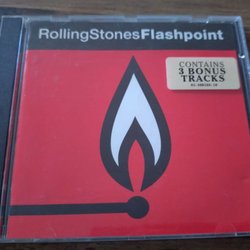 RollingStonesFlashpoint
CONTAINS
3 BONUS
TRACKS